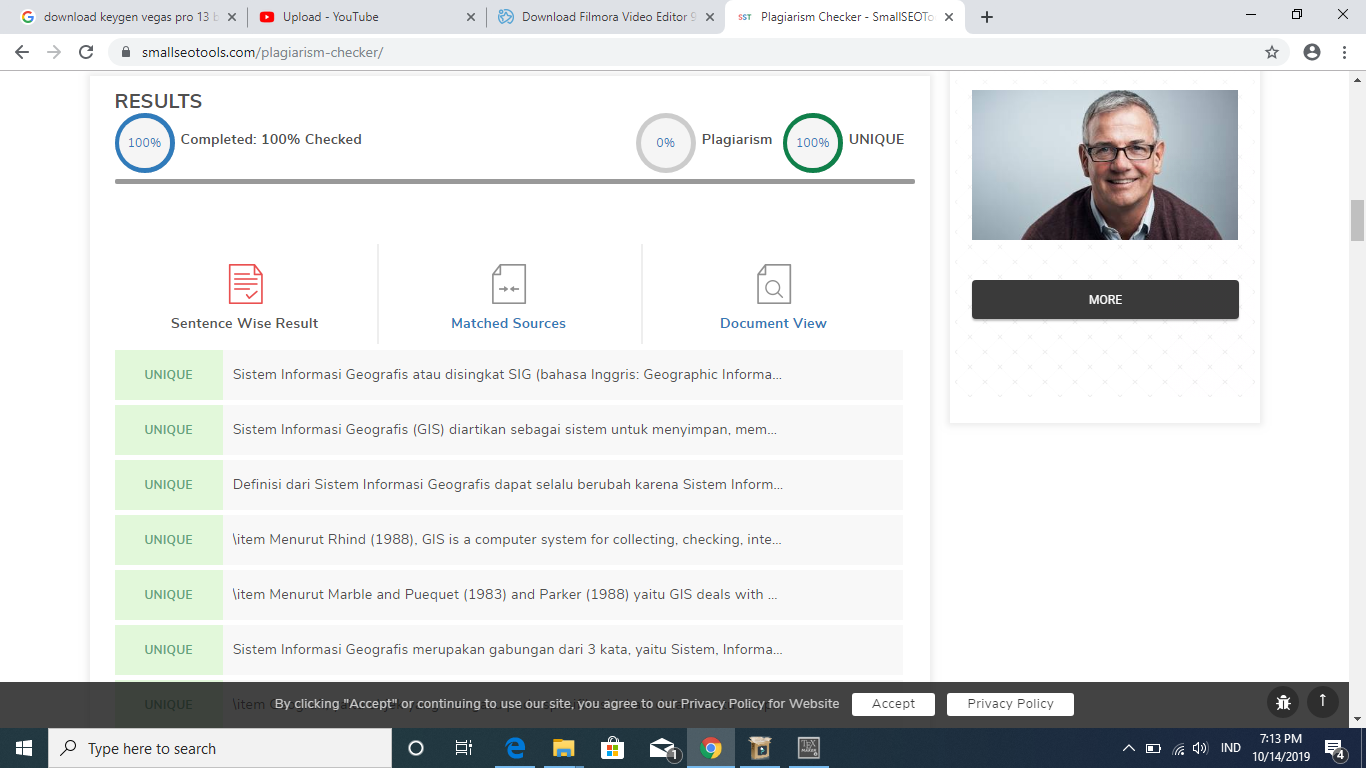 download keygen vegas pro 13 b
Upload - YouTube
Download Filmora Video Editor 9
SST Plagiarism Checker - SmallSEOTo
smallseotools.com/plagiarism-checker/
RESULTS
100% Completed: 100% Checked
0% Plagiarism
100% UNIQUE
MORE
Sentence Wise Result
Matched Sources
Document View
UNIQUE Sistem Informasi Geografis atau disingkat SIG (bahasa Inggris: Geographic Informa...
UNIQUE Sistem Informasi Geografis (GIS) diartikan sebagai sistem untuk menyimpan, mem...
UNIQUE Definisi dari Sistem Informasi Geografis dapat selalu berubah karena Sistem Inform...
UNIQUE \item Menurut Rhind (1988), GIS is a computer system for collecting, checking, inte...
UNIQUE \item Menurut Marble and Puequet (1983) and Parker (1988) yaitu GIS deals with ...
UNIQUE Sistem Informasi Geografis merupakan gabungan dari 3 kata, yaitu Sistem, Informa...
UNIQUE \item
By clicking "Accept" or continuing to use our site, you agree to our Privacy Policy for Website
Accept
Privacy Policy
Type here to search
1
TEX MAKER
IND
7:13 PM
10/14/2019
4